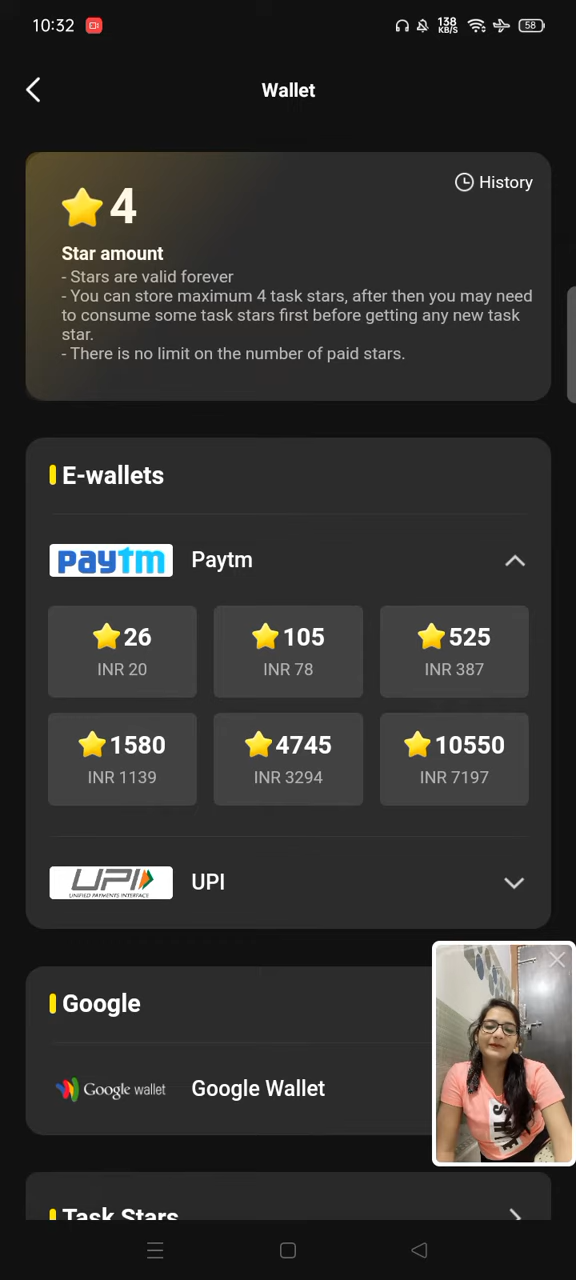 10:32
138
KB/S
58
Wallet
4
History
Star amount
- Stars are valid forever
- You can store maximum 4 task stars, after then you may need
to consume some task stars first before getting any new task
star.
- There is no limit on the number of paid stars.
E-wallets
paytm Paytm
26 105 525
INR 20 INR 78 INR 387
1580 4745 10550
INR 1139 INR 3294 INR 7197
UPI UPI
UNIFIED PAYMENTS INTERFACE
Google
Google wallet Google Wallet
Task Stars